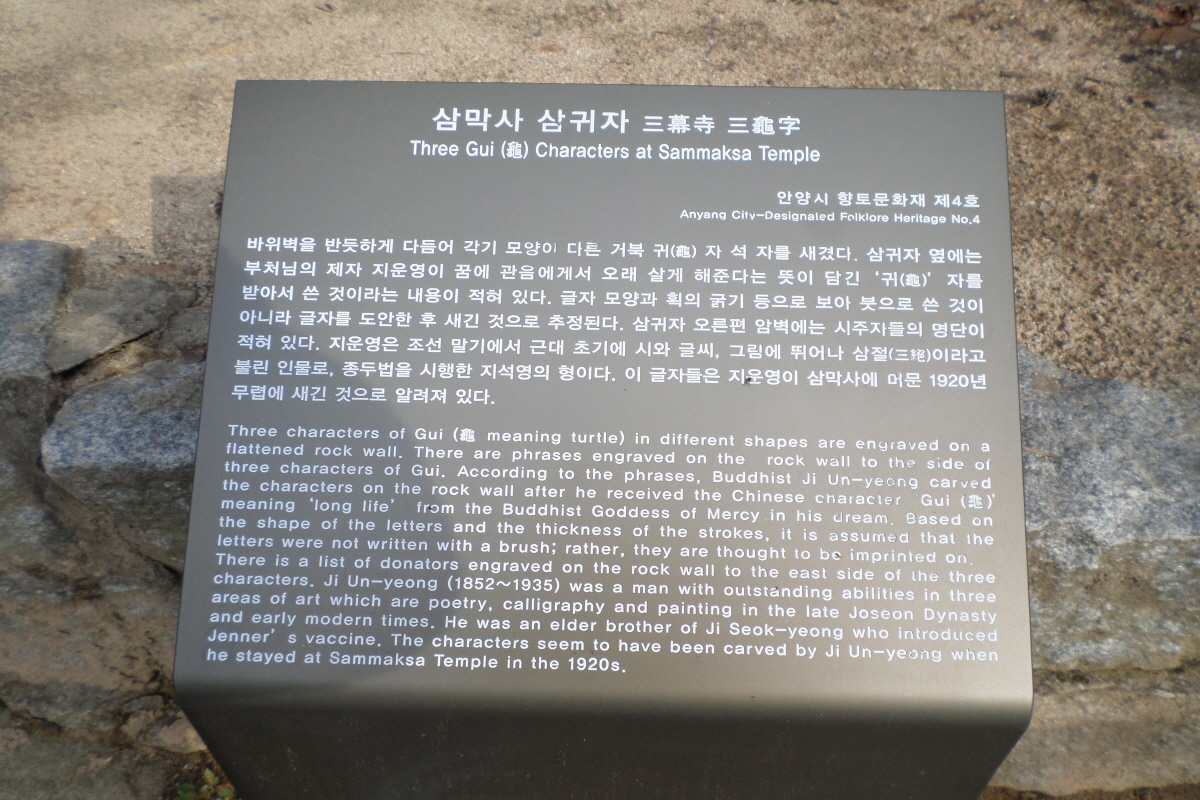 삼막사 삼귀자 三幕寺 三龜字
Three Gui (龜) Characters at Sammaksa Temple
안양시 향토문화재 제4호
Anyang City-Designated Folklore Heritage No.4
바위벽을 반듯하게 다듬어 각기 모양이 다른 거북 귀(龜) 자 석 자를 새겼다. 삼귀자 옆에는
부처님의 제자 지운영이 꿈에 관음에게서 오래 살게 해준다는 뜻이 담긴 ‘귀(龜)’ 자를
받아서 쓴 것이라는 내용이 적혀 있다. 글자 모양과 획의 굵기 등으로 보아 붓으로 쓴 것이
아니라 글자를 도안한 후 새긴 것으로 추정된다. 삼귀자 오른편 암벽에는 시주자들의 명단이
적혀 있다. 지운영은 조선 말기에서 근대 초기에 시와 글씨, 그림에 뛰어나 삼절(三絕)이라고
불린 인물로, 종두법을 시행한 지석영의 형이다. 이 글자들은 지운영이 삼막사에 머문 1920년
무렵에 새긴 것으로 알려져 있다.
Three characters of Gui (龜 meaning turtle) in different shapes are engraved on a
flattened rock wall. There are phrases engraved on the rock wall to the side of
three characters of Gui. According to the phrases, Buddhist Ji Un-yeong carved
the characters on the rock wall after he received the Chinese character ‘Gui (龜)’
meaning ‘long life’ from the Buddhist Goddess of Mercy in his dream. Based on
the shape of the letters and the thickness of the strokes, it is assumed that the
letters were not written with a brush; rather, they are thought to be imprinted on.
There is a list of donators engraved on the rock wall to the east side of the three
characters. Ji Un-yeong (1852~1935) was a man with outstanding abilities in three
areas of art which are poetry, calligraphy and painting in the late Joseon Dynasty
and early modern times. He was an elder brother of Ji Seok-yeong who introduced
Jenner’s vaccine. The characters seem to have been carved by Ji Un-yeong when
he stayed at Sammaksa Temple in the 1920s.